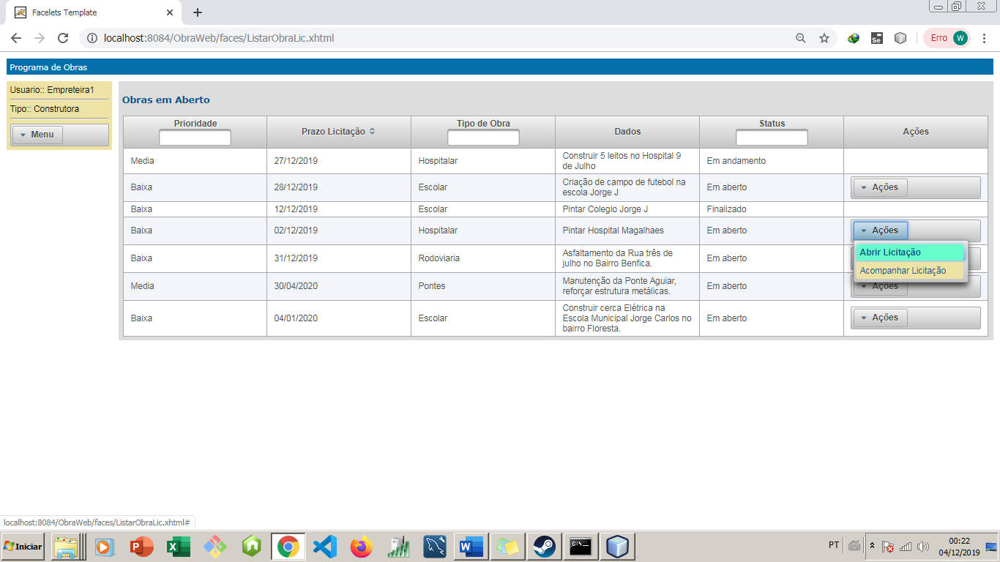 Facelets Template
localhost:8084/ObraWeb/faces/ListarObraLic.xhtml
Se
Erro W
Programa de Obras
Usuario:: Empreteira1
Tipo:: Construtora
Menu
Obras em Aberto
Prioridade Prazo Licitação Tipo de Obra Dados Status Ações
Media 27/12/2019 Hospitalar Construir 5 leitos no Hospital 9
de Julho Em andamento
Baixa 28/12/2019 Escolar Criação de campo de futebol na
escola Jorge J Em aberto Ações
Baixa 12/12/2019 Escolar Pintar Colegio Jorge J Finalizado
Baixa 02/12/2019 Hospitalar Pintar Hospital Magalhaes Em aberto Ações
Abrir Licitação
Acompanhar Licitação
Baixa 31/12/2019 Rodoviaria Asfaltamento da Rua três de
julho no Bairro Benfica. Em aberto
Media 30/04/2020 Pontes Manutenção da Ponte Aguiar,
reforçar estrutura metálicas. Em aberto Ações
Baixa 04/01/2020 Escolar Construir cerca Elétrica na
Escola Municipal Jorge Carlos no
bairro Floresta. Em aberto Ações
localhost:8084/ObraWeb/faces/ListarObraLic.xhtml#
Iniciar
PT
00:22
04/12/2019